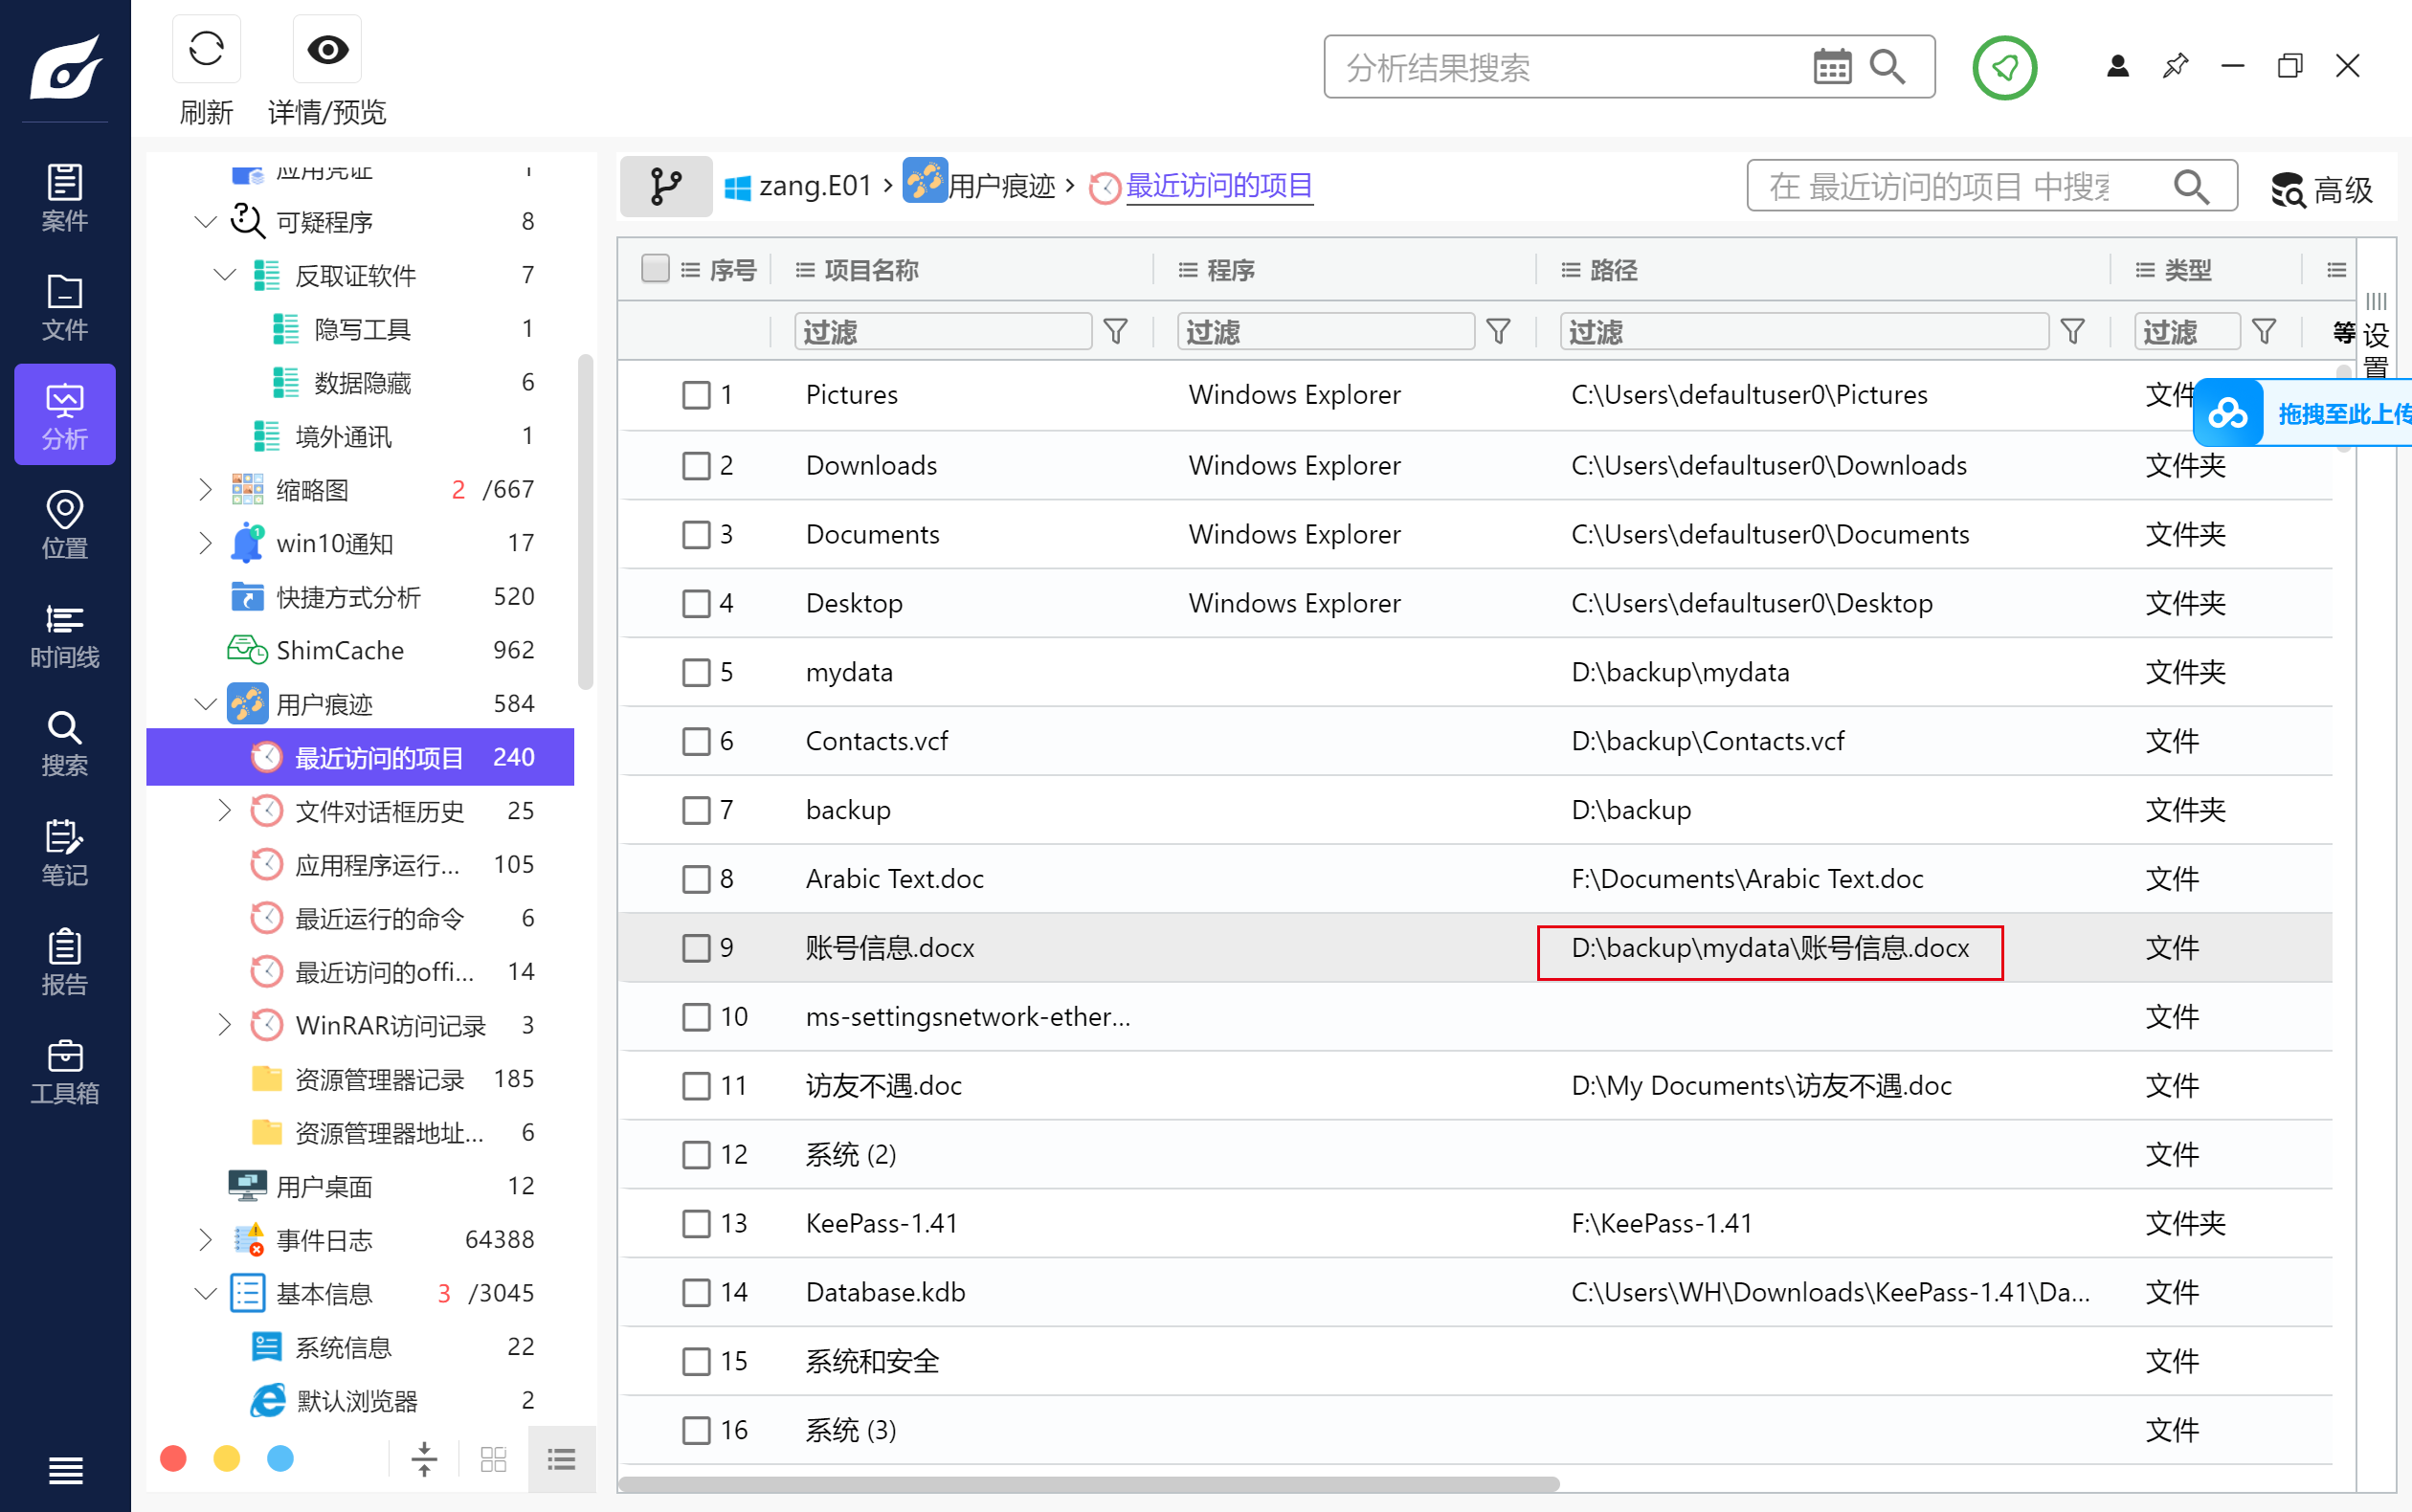 刷新
详情/预览
分析结果搜索
案件
文件
分析
位置
时间线
搜索
笔记
报告
工具箱
应用凭证 1
可疑程序 8
反取证软件 7
隐写工具 1
数据隐藏 6
境外通讯 1
缩略图 2 /667
win10通知 17
快捷方式分析 520
ShimCache 962
用户痕迹 584
最近访问的项目 240
文件对话框历史 25
应用程序运行... 105
最近运行的命令 6
最近访问的offi... 14
WinRAR访问记录 3
资源管理器记录 185
资源管理器地址... 6
用户桌面 12
事件日志 64388
基本信息 3 /3045
系统信息 22
默认浏览器 2
zang.E01 › 用户痕迹 › 最近访问的项目
在 最近访问的项目 中搜
高级
序号 项目名称 程序 路径 类型
过滤 过滤 过滤 过滤 等
设置
拖拽至此上传
1 Pictures Windows Explorer C:\Users\defaultuser0\Pictures 文件
2 Downloads Windows Explorer C:\Users\defaultuser0\Downloads 文件夹
3 Documents Windows Explorer C:\Users\defaultuser0\Documents 文件夹
4 Desktop Windows Explorer C:\Users\defaultuser0\Desktop 文件夹
5 mydata D:\backup\mydata 文件夹
6 Contacts.vcf D:\backup\Contacts.vcf 文件
7 backup D:\backup 文件夹
8 Arabic Text.doc F:\Documents\Arabic Text.doc 文件
9 账号信息.docx D:\backup\mydata\账号信息.docx 文件
10 ms-settingsnetwork-ether... 文件
11 访友不遇.doc D:\My Documents\访友不遇.doc 文件
12 系统 (2) 文件
13 KeePass-1.41 F:\KeePass-1.41 文件夹
14 Database.kdb C:\Users\WH\Downloads\KeePass-1.41\Da... 文件
15 系统和安全 文件
16 系统 (3) 文件